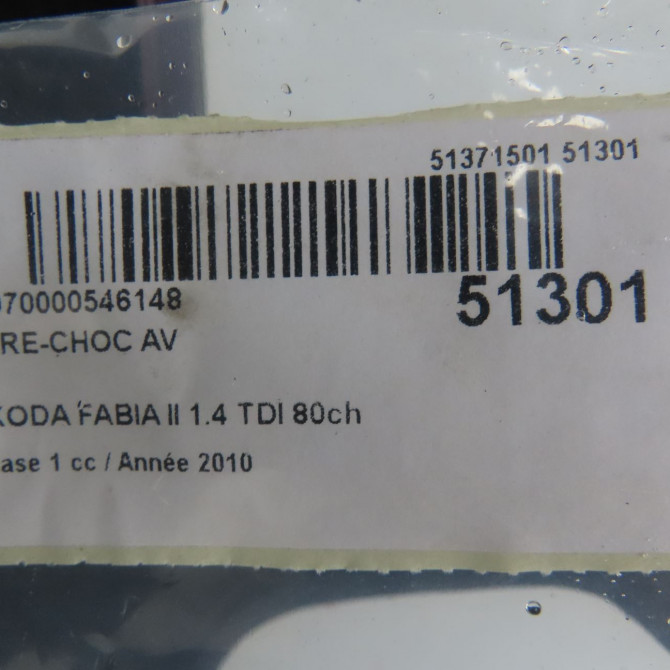 51371501 51301
070000546148
51301
RE-CHOC AV
KODA FABIA II 1.4 TDI 80ch
ase 1 cc / Année 2010